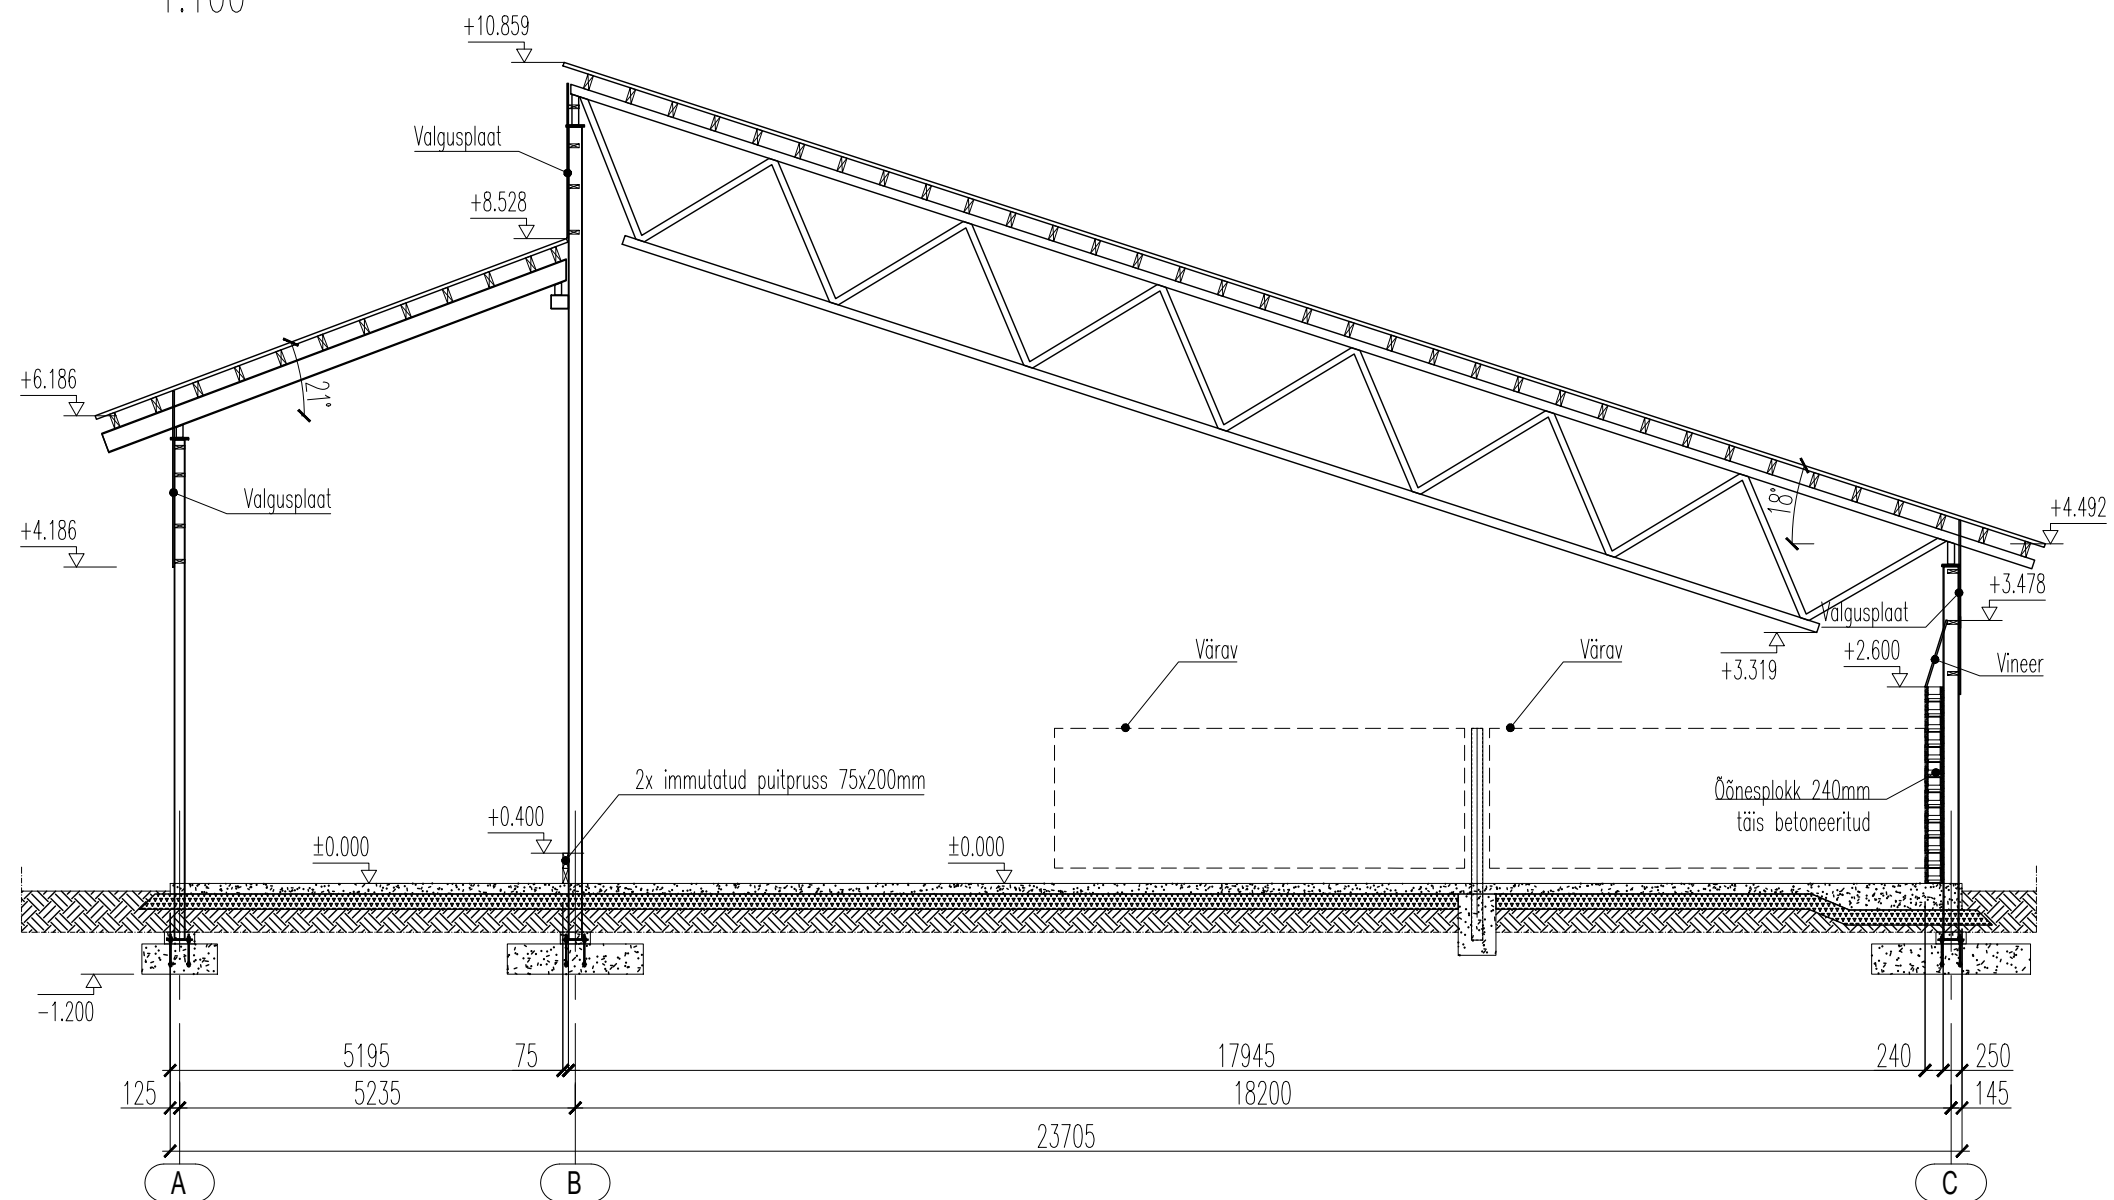 1:100
+10.859
Valgusplaat
+8.528
+6.186
21°
Valgusplaat
+4.186
18°
+4.492
+3.478
Valgusplaat
+2.600
Vineer
+3.319
Värav
Värav
2x immutatud puitpruss 75x200mm
Õõnesplokk 240mm
täis betoneeritud
+0.400
±0.000
±0.000
-1.200
5195
75
17945
240
250
125
5235
18200
145
23705
A
B
C